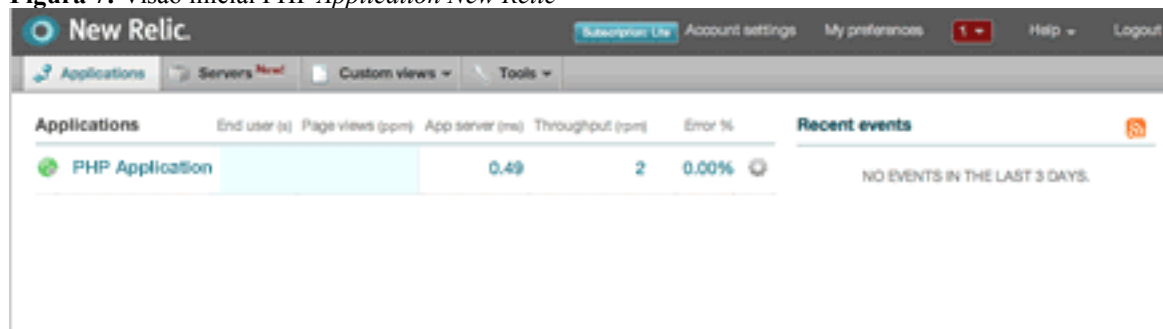 Figura 7: Visão inicial PHP Application New Relic
New Relic.
Subscription: Lite Account settings My preferences 1 Help Logout
Applications Servers New! Custom views Tools
Applications End user (s) Page views (ppm) App server (ms) Throughput (rpm) Error %
PHP Application 0.49 2 0.00%
Recent events
NO EVENTS IN THE LAST 3 DAYS.